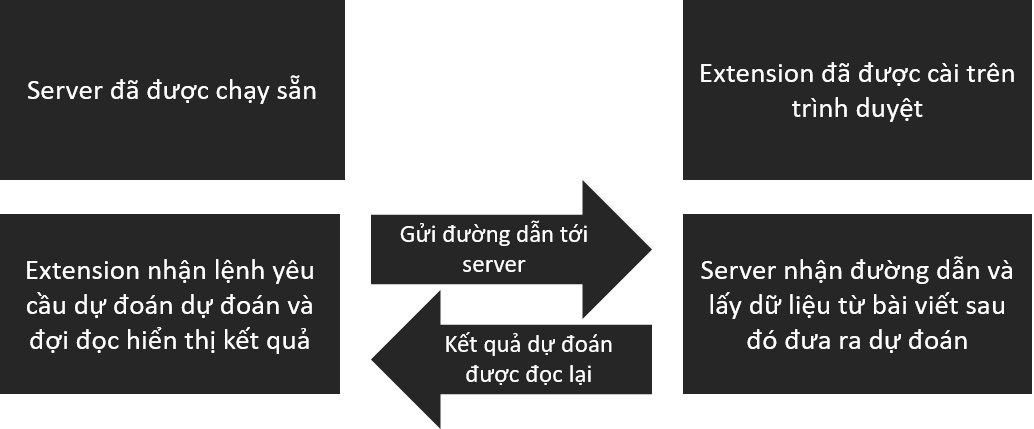 Server đã được chạy sẵn
Extension đã được cài trên
trình duyệt
Extension nhận lệnh yêu
cầu dự đoán dự đoán và
đợi đọc hiển thị kết quả
Gửi đường dẫn tới
server
Kết quả dự đoán
được đọc lại
Server nhận đường dẫn và
lấy dữ liệu từ bài viết sau
đó đưa ra dự đoán